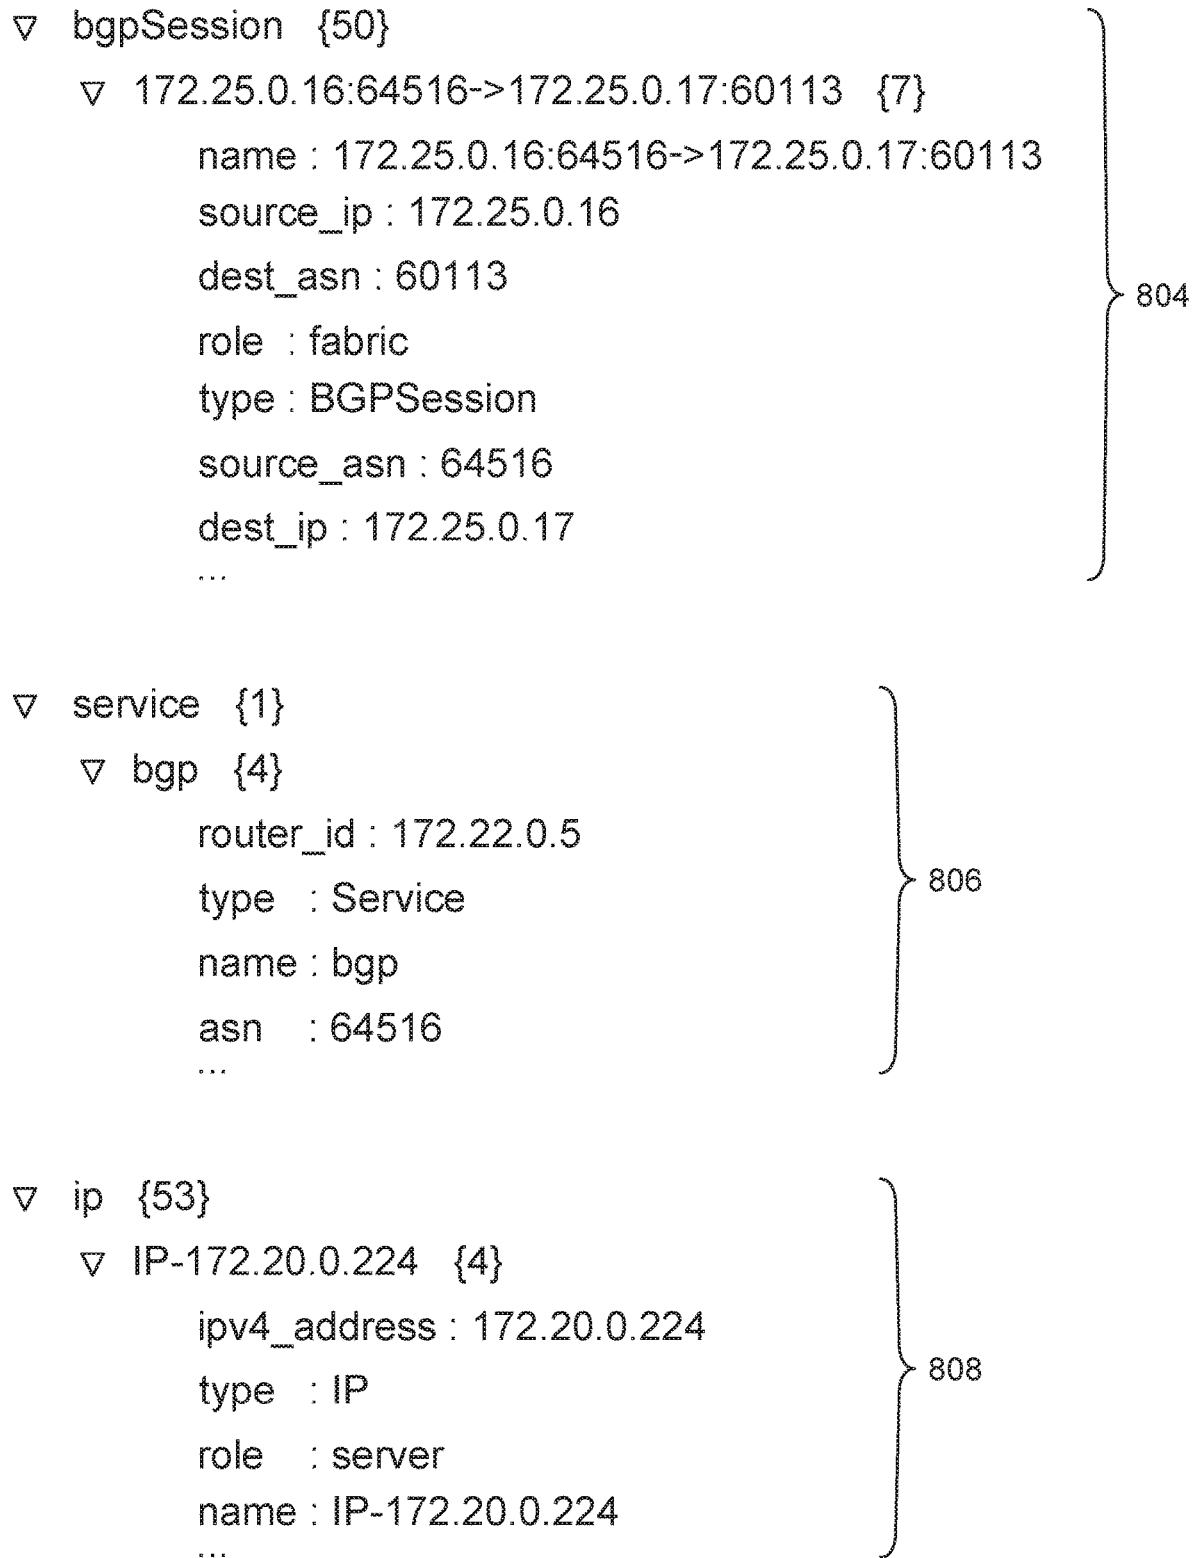 ▽ bgpSession {50}
▽ 172.25.0.16:64516->172.25.0.17:60113 {7}
name : 172.25.0.16:64516->172.25.0.17:60113
source_ip : 172.25.0.16
dest_asn : 60113
804
role : fabric
type : BGPSession
source_asn : 64516
dest_ip : 172.25.0.17
...
▽ service {1}
▽ bgp {4}
router_id : 172.22.0.5
806
type : Service
name : bgp
asn : 64516
...
▽ ip {53}
▽ IP-172.20.0.224 {4}
ipv4_address : 172.20.0.224
808
type : IP
role : server
name : IP-172.20.0.224
...